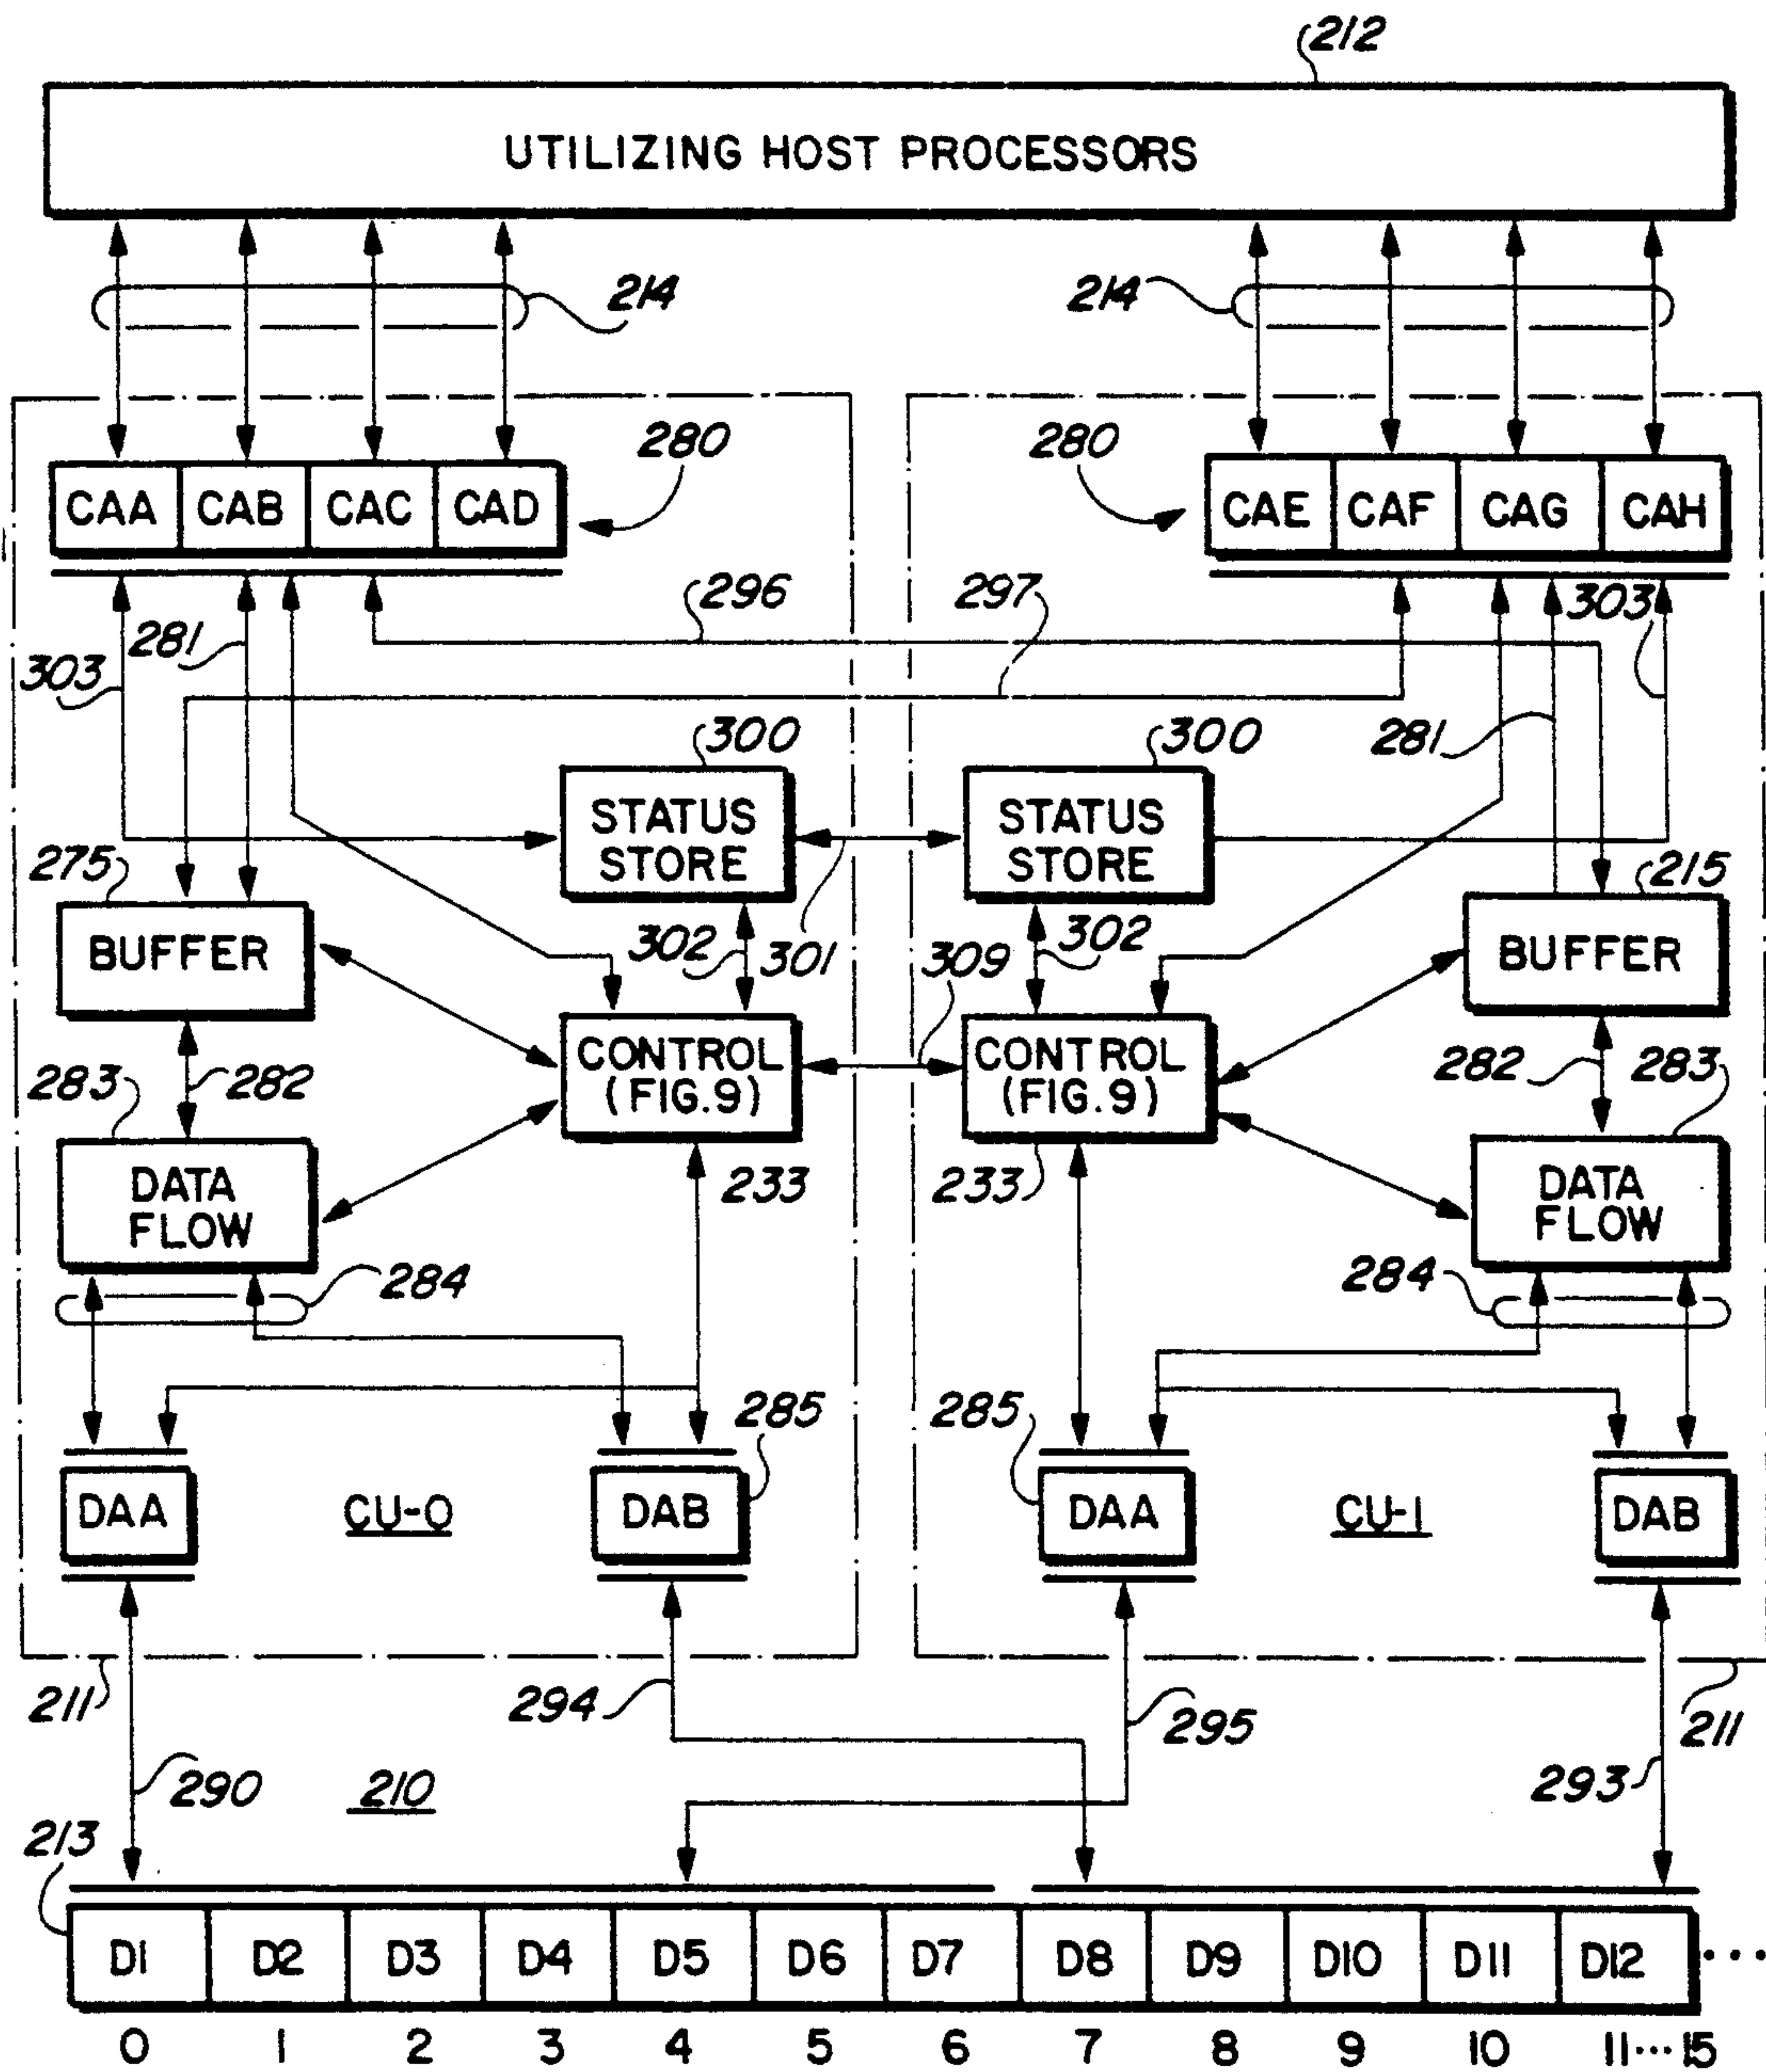 212
UTILIZING HOST PROCESSORS
214 214
280 280
CAA CAB CAC CAD CAE CAF CAG CAH
296 297 303
281
303
300 300 281
STATUS STORE
STATUS STORE
275 215
BUFFER 302 301 309 302 BUFFER
CONTROL (FIG.9)
CONTROL (FIG.9)
283 282 282 283
233 233
DATA FLOW
DATA FLOW
284 284
285 285
DAA CU-0 DAB DAA CU-1 DAB
211 294 295 211
290 210 293
213
D1 D2 D3 D4 D5 D6 D7 D8 D9 D10 D11 D12 ...
0 1 2 3 4 5 6 7 8 9 10 11...15